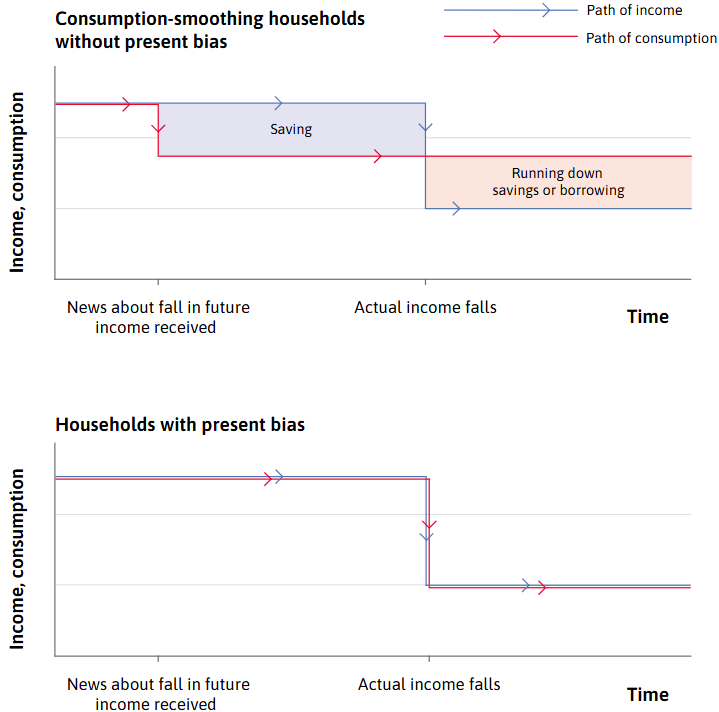 Consumption-smoothing households
without present bias
Path of income
Path of consumption
Income, consumption
Saving
Running down
savings or borrowing
News about fall in future
income received
Actual income falls
Time
Households with present bias
Income, consumption
News about fall in future
income received
Actual income falls
Time